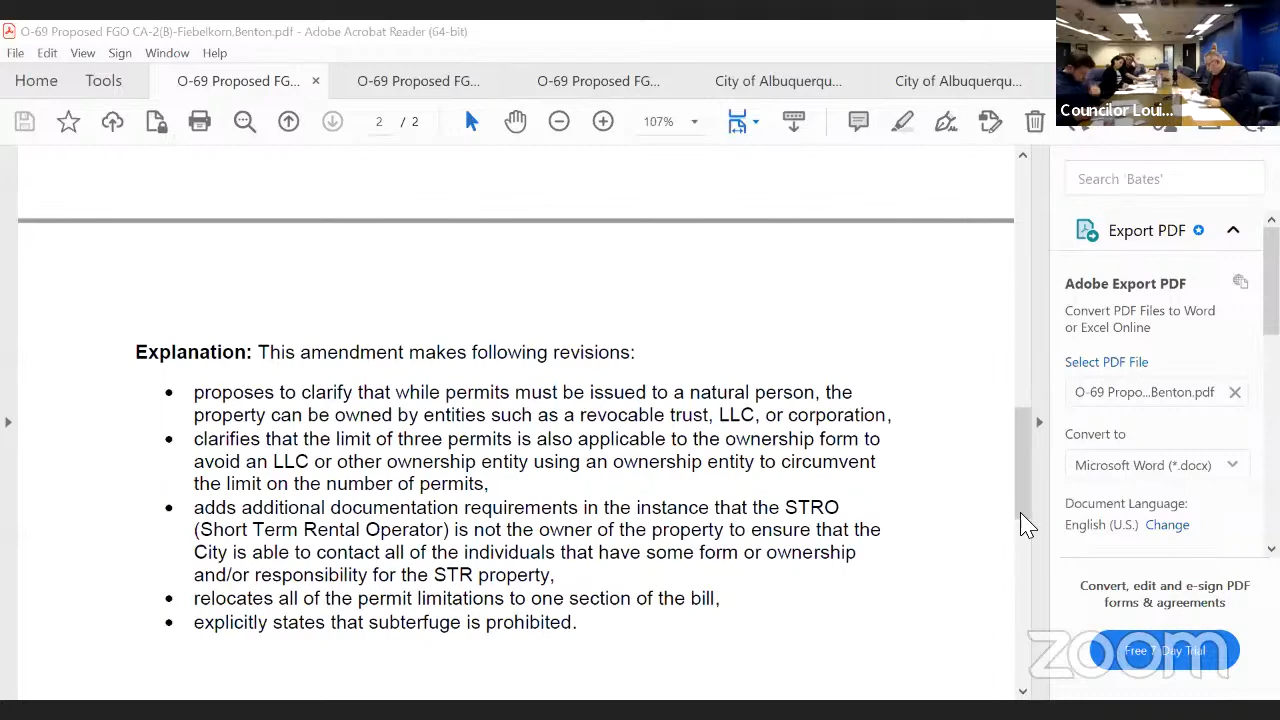 O-69 Proposed FGO CA-2(B)-Fiebelkorn.Benton.pdf - Adobe Acrobat Reader (64-bit)
File Edit View Sign Window Help
Home Tools O-69 Proposed FG... × O-69 Proposed FG... O-69 Proposed FG... City of Albuquerqu... City of Albuquerqu...
/ 2 107%
Councilor Loui...
Explanation: This amendment makes following revisions:
• proposes to clarify that while permits must be issued to a natural person, the
property can be owned by entities such as a revocable trust, LLC, or corporation,
• clarifies that the limit of three permits is also applicable to the ownership form to
avoid an LLC or other ownership entity using an ownership entity to circumvent
the limit on the number of permits,
• adds additional documentation requirements in the instance that the STRO
(Short Term Rental Operator) is not the owner of the property to ensure that the
City is able to contact all of the individuals that have some form or ownership
and/or responsibility for the STR property,
• relocates all of the permit limitations to one section of the bill,
• explicitly states that subterfuge is prohibited.
Search 'Bates'
Export PDF
Adobe Export PDF
Convert PDF Files to Word
or Excel Online
Select PDF File
O-69 Propo...Benton.pdf
Convert to
Microsoft Word (*.docx)
Document Language:
English (U.S.) Change
Convert, edit and e-sign PDF
forms & agreements
Free 7-Day Trial
zoom